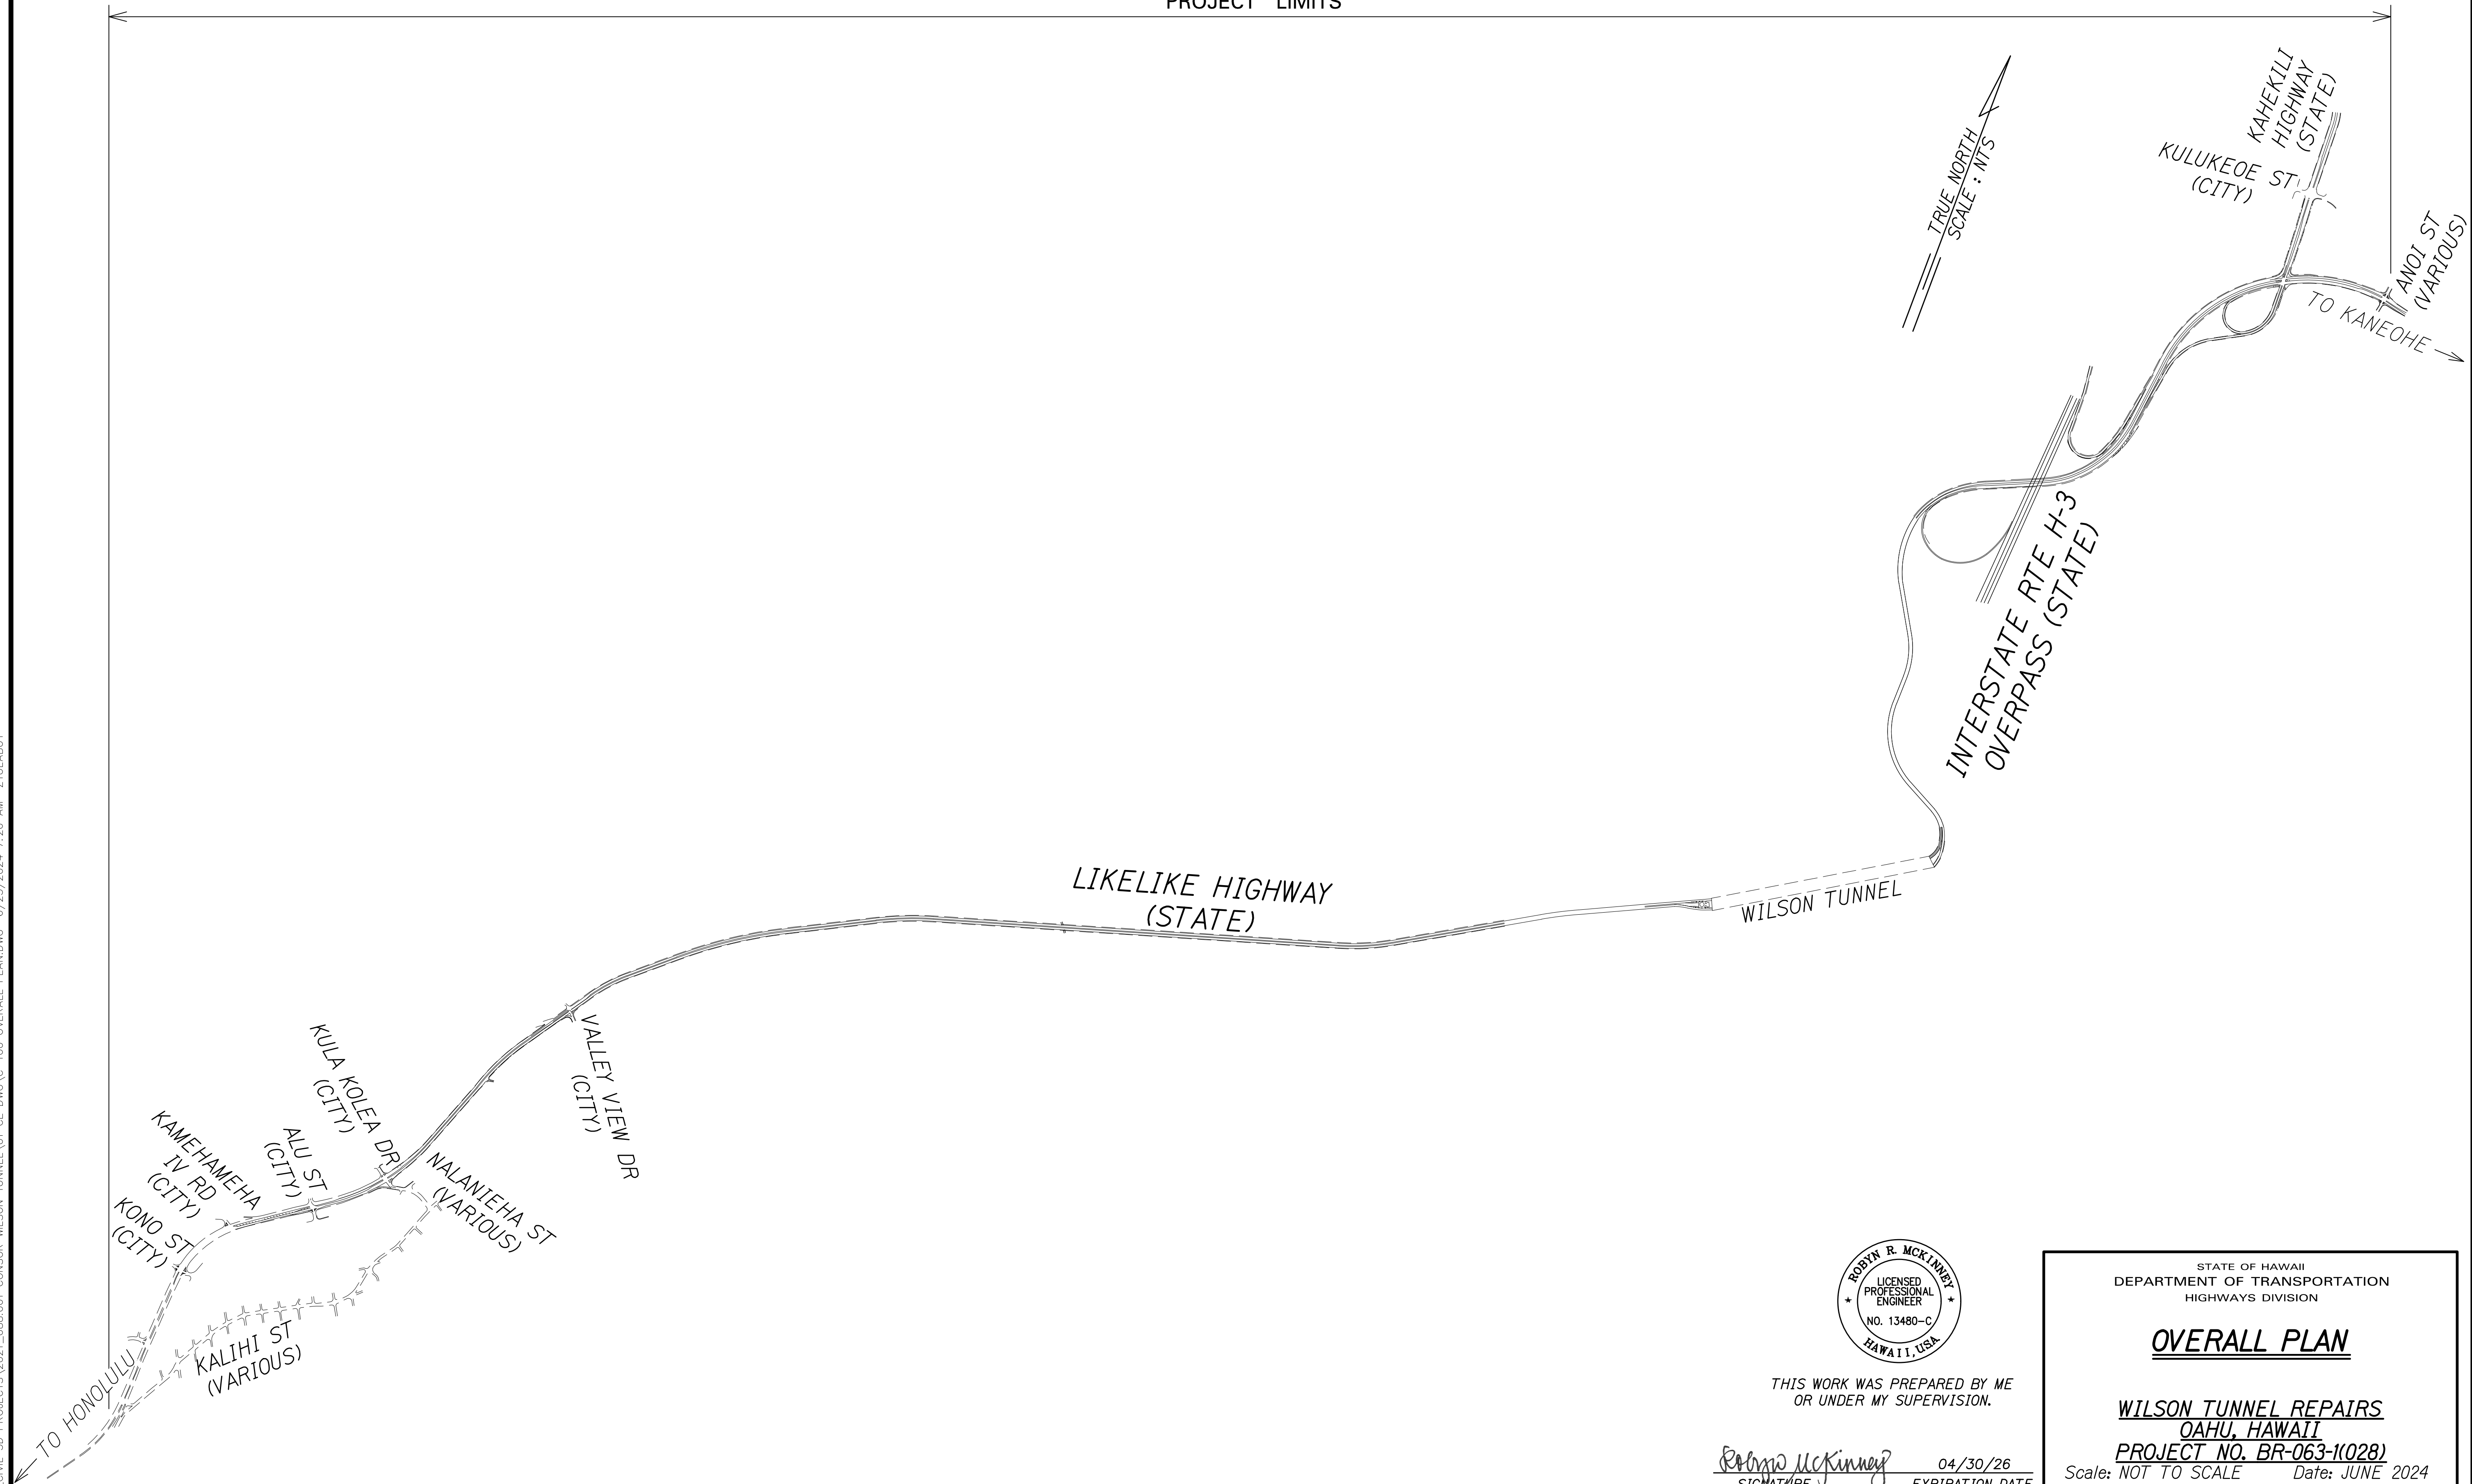 PROJECT LIMITS
KAHEKILI
HIGHWAY
(STATE)
KULUKEOE ST
(CITY)
TRUE NORTH
SCALE : NTS
ANOI ST
(VARIOUS)
TO KANEOHE
INTERSTATE RTE H-3
OVERPASS (STATE)
LIKELIKE HIGHWAY
(STATE)
WILSON TUNNEL
VALLEY VIEW DR
(CITY)
KULA KOLEA DR
(CITY)
ALU ST
(CITY)
KAMEHAMEHA
IV RD
(CITY)
KONO ST
(CITY)
NALANIEHA ST
(VARIOUS)
KALIHI ST
(VARIOUS)
TO HONOLULU
ROBYN R. MCKINNEY
LICENSED
PROFESSIONAL
ENGINEER
NO. 13480-C
HAWAII, USA
THIS WORK WAS PREPARED BY ME
OR UNDER MY SUPERVISION.
Robyn McKinney 04/30/26
SIGNATURE EXPIRATION DATE
STATE OF HAWAII
DEPARTMENT OF TRANSPORTATION
HIGHWAYS DIVISION
OVERALL PLAN
WILSON TUNNEL REPAIRS
OAHU, HAWAII
PROJECT NO. BR-063-1(028)
Scale: NOT TO SCALE Date: JUNE 2024